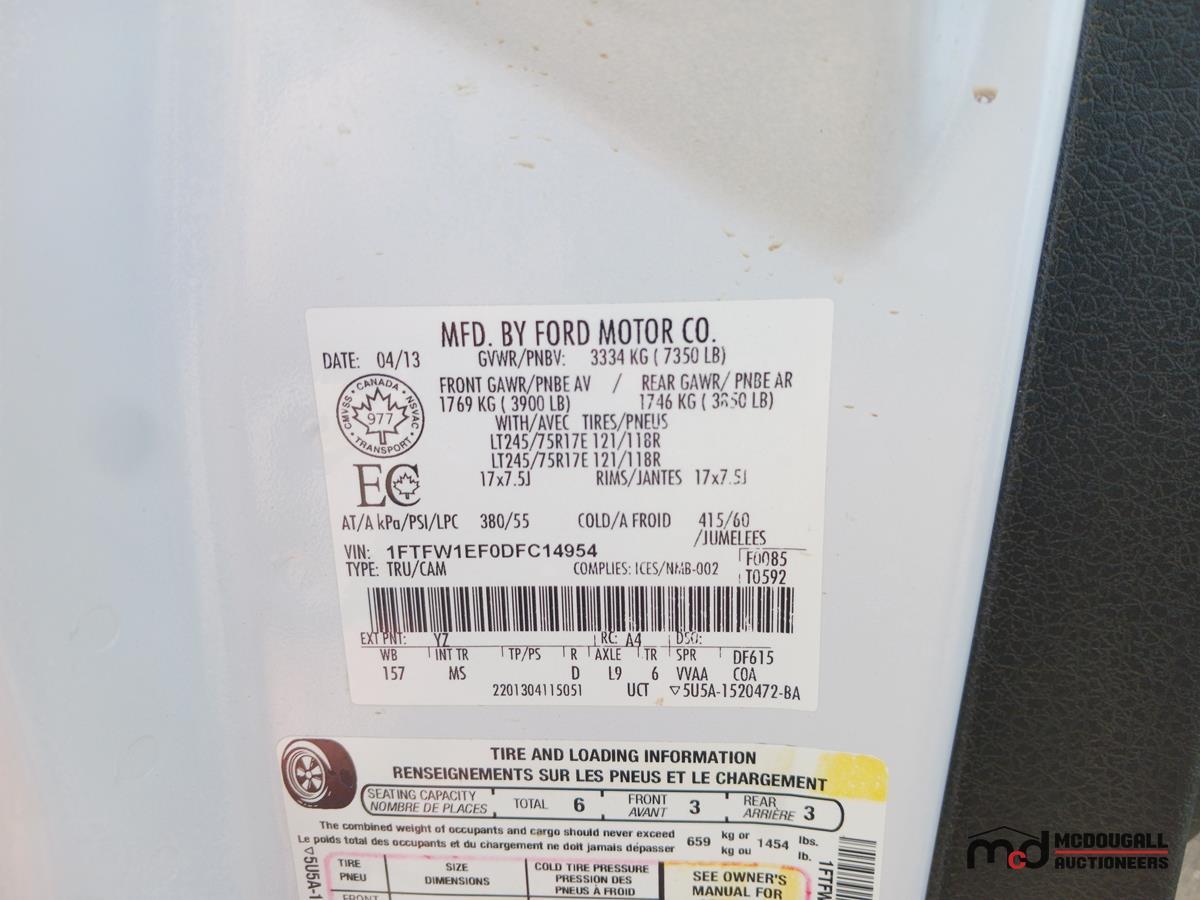 MFD. BY FORD MOTOR CO.
DATE: 04/13 GVWR/PNBV: 3334 KG ( 7350 LB)
FRONT GAWR/PNBE AV / REAR GAWR/ PNBE AR
1769 KG ( 3900 LB) 1746 KG ( 3850 LB)
WITH/AVEC TIRES/PNEUS
LT245/75R17E 121/118R
LT245/75R17E 121/118R
17x7.5J RIMS/JANTES 17x7.5J
CMVSS • CANADA • NSVAC • TRANSPORT •
977
EC
AT/A kPa/PSI/LPC 380/55 COLD/A FROID 415/60
/JUMELEES
VIN: 1FTFW1EF0DFC14954
F0085
TYPE: TRU/CAM COMPLIES: ICES/NMB-002 T0592
EXT PNT: YZ RC: A4 DSO:
WB INT TR TP/PS R AXLE TR SPR DF615
157 MS D L9 6 VVAA COA
2201304115051 UCT ▽5U5A-1520472-BA
TIRE AND LOADING INFORMATION
RENSEIGNEMENTS SUR LES PNEUS ET LE CHARGEMENT
SEATING CAPACITY
NOMBRE DE PLACES
TOTAL 6 FRONT AVANT 3 REAR ARRIÈRE 3
The combined weight of occupants and cargo should never exceed 659 kg or 1454 lbs.
Le poids total des occupants et du chargement ne doit jamais dépasser kg ou lb.
▽5U5A-1
TIRE
PNEU
SIZE
DIMENSIONS
COLD TIRE PRESSURE
PRESSION DES
PNEUS À FROID
SEE OWNER'S
MANUAL FOR
FRONT
1FTFW
mcd MCDOUGALL
AUCTIONEERS